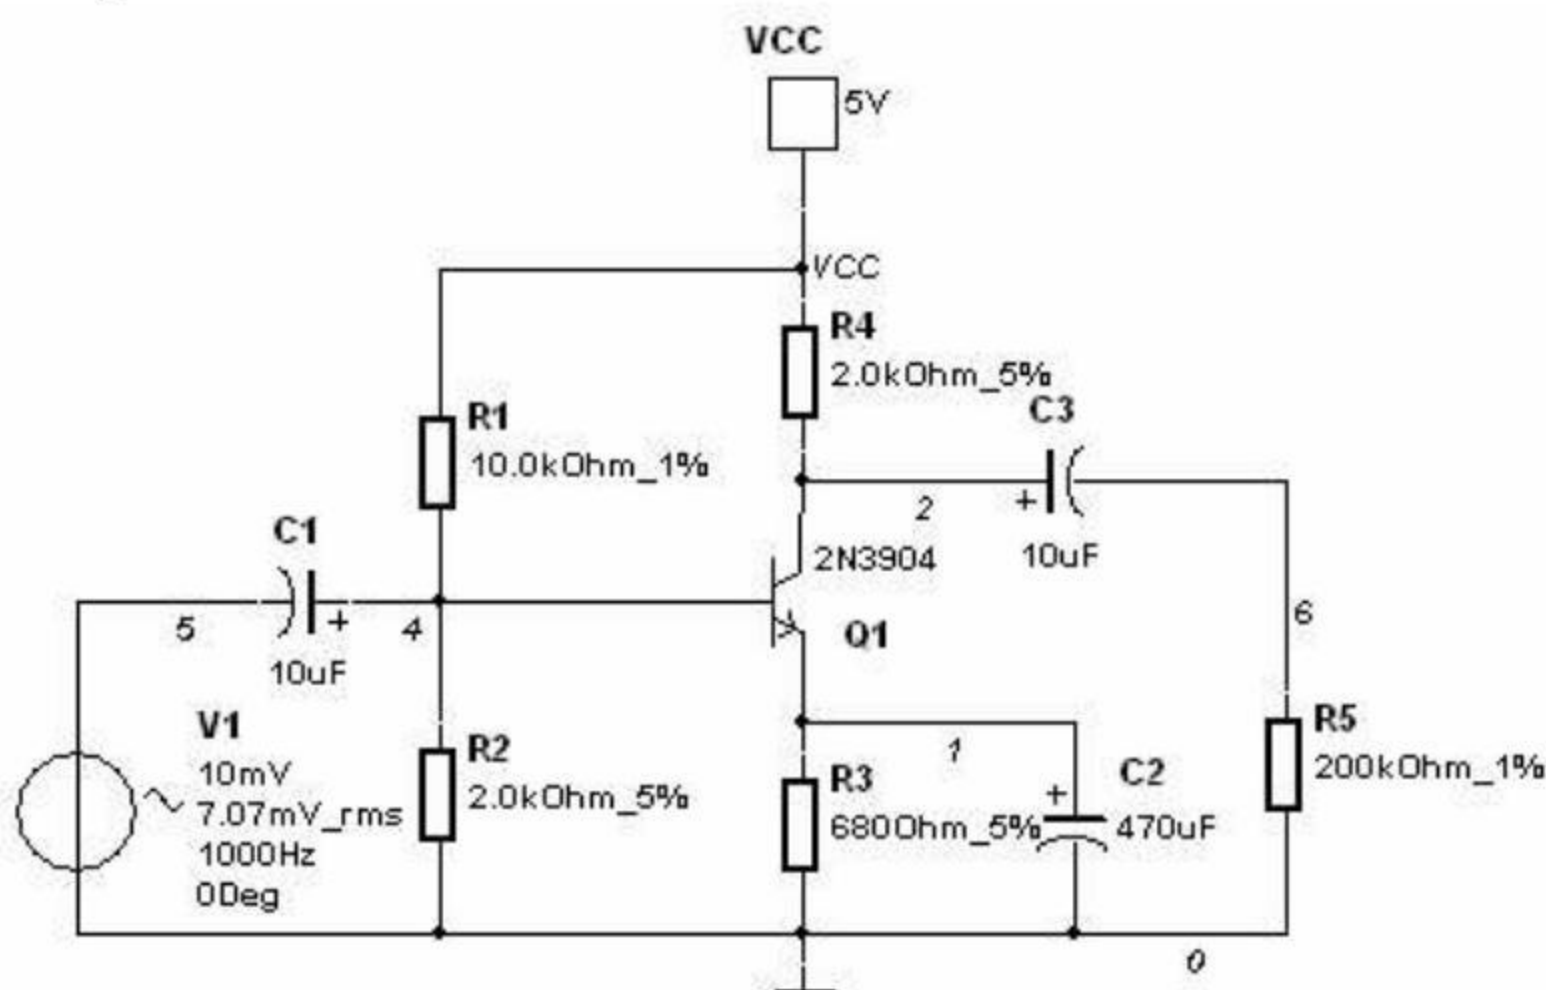 VCC
5V
VCC
R4
2.0kOhm_5%
C3
R1
10.0kOhm_1%
+
2
10uF
2N3904
C1
+
5
4
10uF
Q1
6
V1
10mV
7.07mV_rms
1000Hz
0Deg
R2
2.0kOhm_5%
1
R3
680Ohm_5%
+
C2
470uF
R5
200kOhm_1%
0